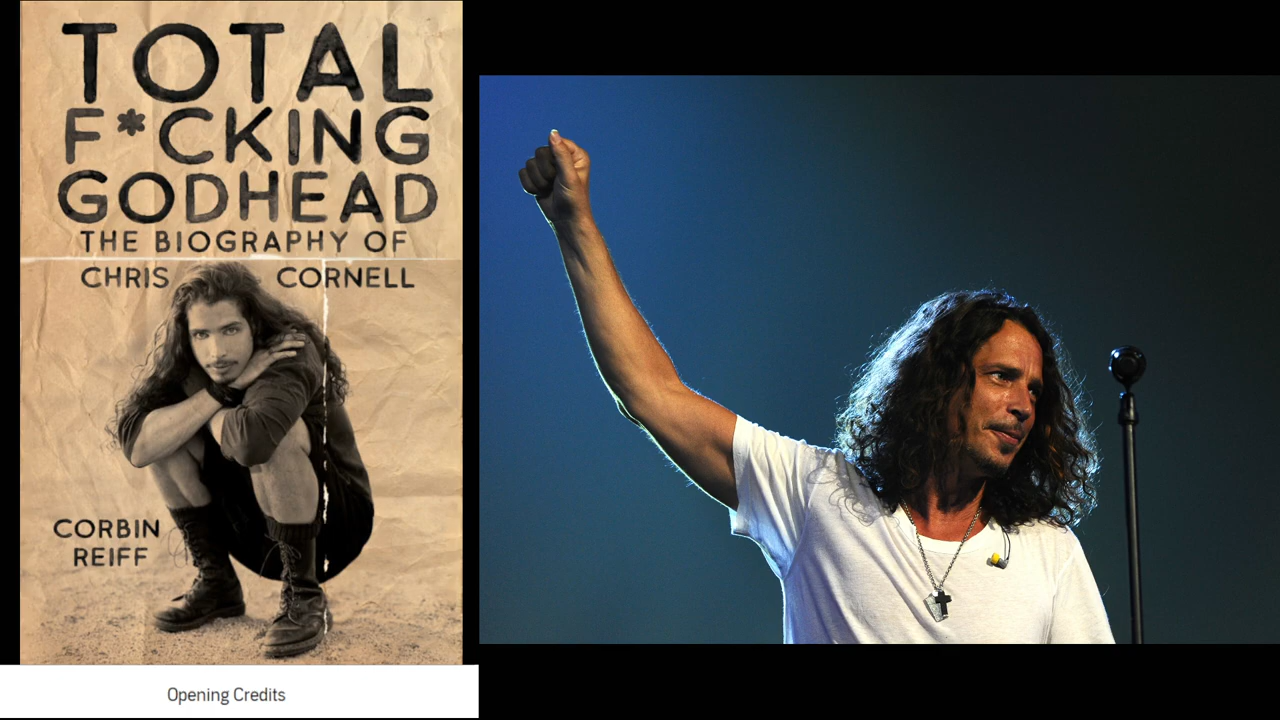 TOTAL
F*CKING
GODHEAD
THE BIOGRAPHY OF
CHRIS CORNELL
CORBIN
REIFF
Opening Credits